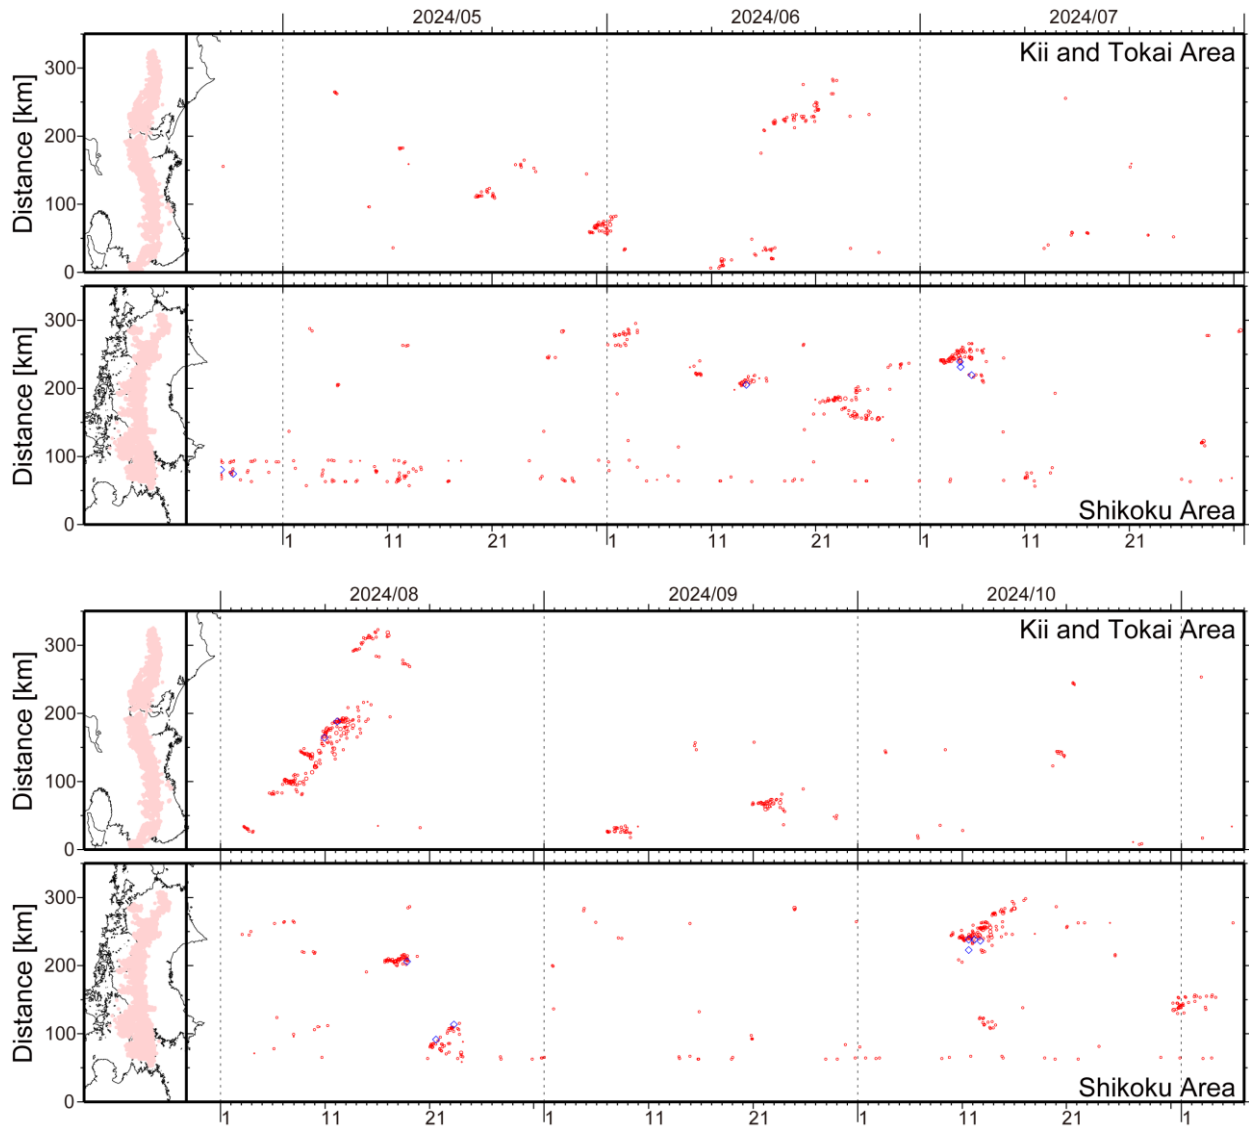 2024/05 2024/06 2024/07
Kii and Tokai Area
Distance [km]
300
200
100
0
Distance [km]
300
200
100
0
Shikoku Area
1 11 21 1 11 21 1 11 21
2024/08 2024/09 2024/10
Kii and Tokai Area
Distance [km]
300
200
100
0
Distance [km]
300
200
100
0
Shikoku Area
1 11 21 1 11 21 1 11 21 1